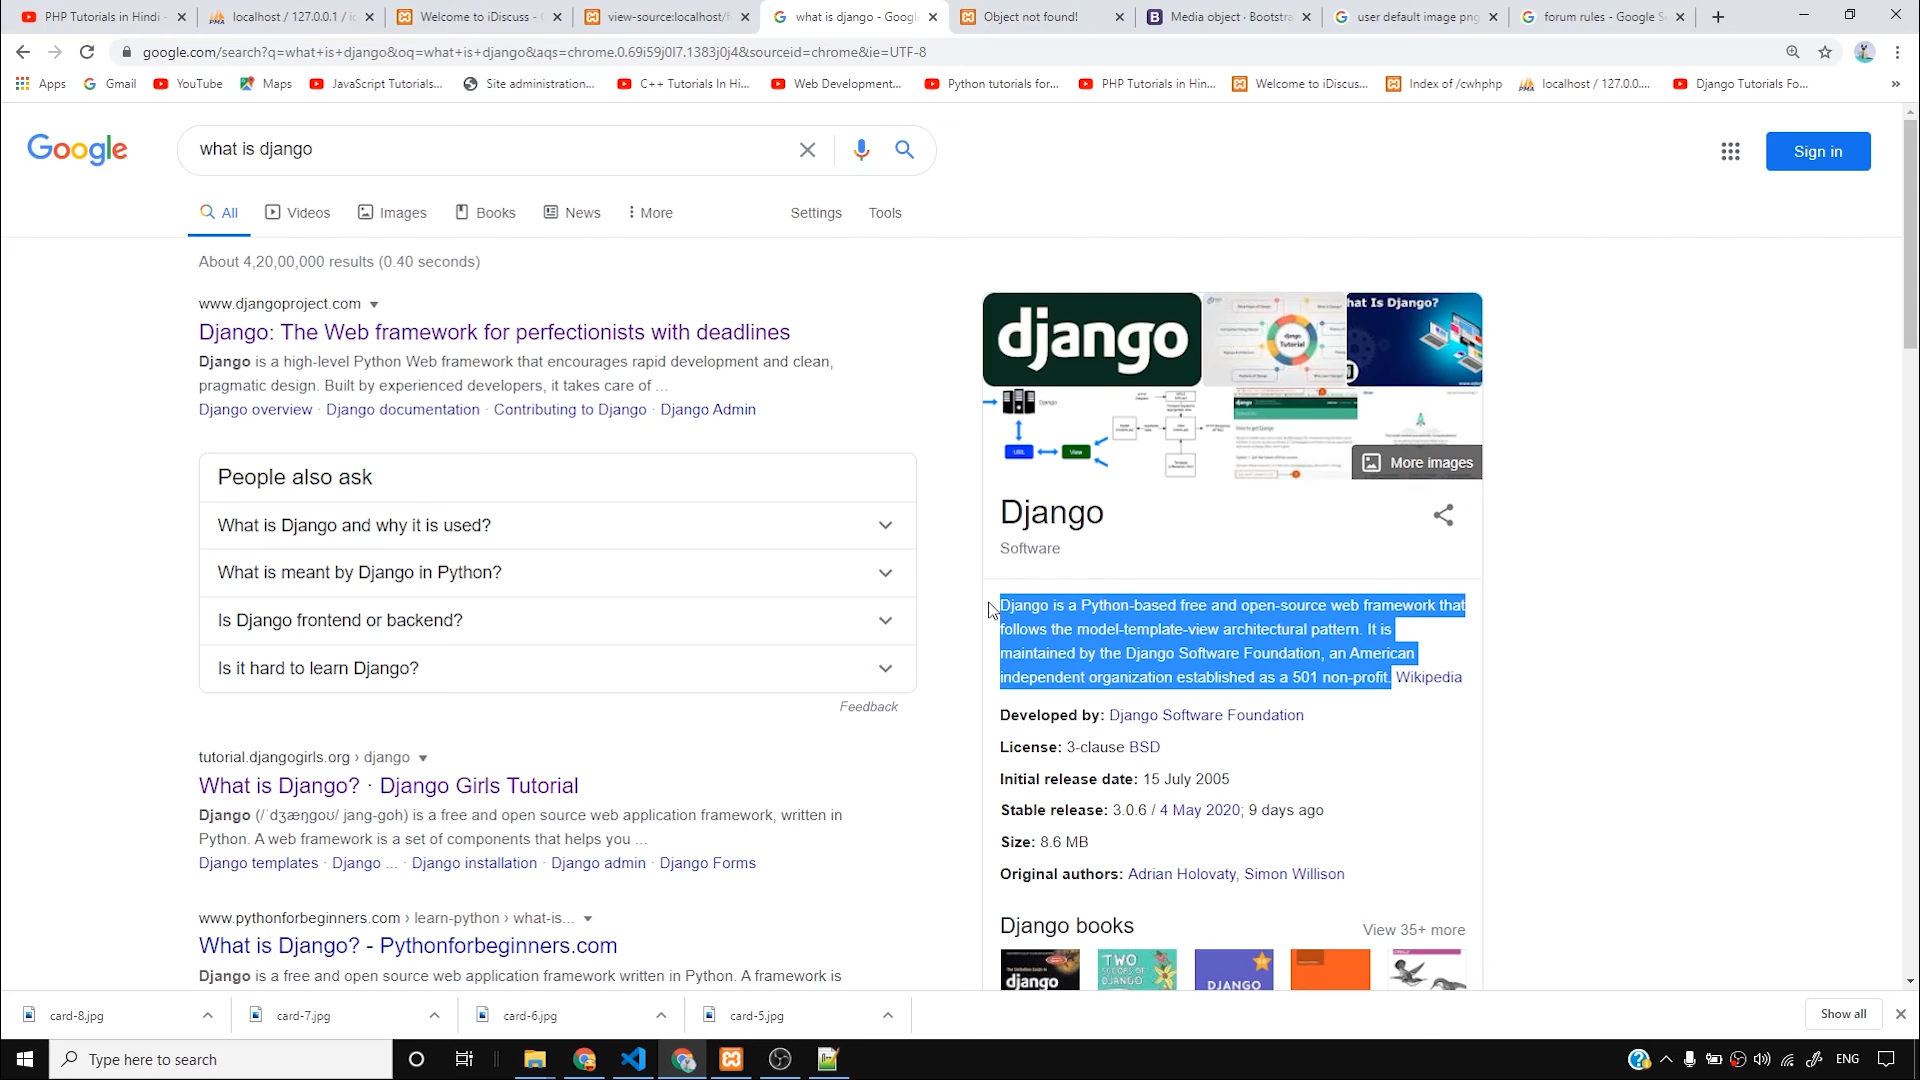 PHP Tutorials in Hindi -
localhost / 127.0.0.1 / i
Welcome to iDiscuss -
view-source:localhost/f
what is django - Google
Object not found!
Media object · Bootstra
user default image png
forum rules - Google S
google.com/search?q=what+is+django&oq=what+is+django&aqs=chrome.0.69i59j0l7.1383j0j4&sourceid=chrome&ie=UTF-8
Apps
Gmail
YouTube
Maps
JavaScript Tutorials...
Site administration...
C++ Tutorials In Hi...
Web Development...
Python tutorials for...
PHP Tutorials in Hin...
Welcome to iDiscus...
Index of /cwhphp
localhost / 127.0.0....
Django Tutorials Fo...
»
Google
what is django
Sign in
All
Videos
Images
Books
News
More
Settings
Tools
About 4,20,00,000 results (0.40 seconds)
www.djangoproject.com
Django: The Web framework for perfectionists with deadlines
Django is a high-level Python Web framework that encourages rapid development and clean,
pragmatic design. Built by experienced developers, it takes care of ...
Django overview · Django documentation · Contributing to Django · Django Admin
People also ask
What is Django and why it is used?
What is meant by Django in Python?
Is Django frontend or backend?
Is it hard to learn Django?
Feedback
tutorial.djangogirls.org › django
What is Django? · Django Girls Tutorial
Django (/ˈdʒæŋɡoʊ/ jang-goh) is a free and open source web application framework, written in
Python. A web framework is a set of components that helps you ...
Django templates · Django ... · Django installation · Django admin · Django Forms
www.pythonforbeginners.com › learn-python › what-is...
What is Django? - Pythonforbeginners.com
Django is a free and open source web application framework written in Python. A framework is
django
django
Tutorial
hat Is Django?
Django
URL
View
django
More images
Django
Software
Django is a Python-based free and open-source web framework that
follows the model-template-view architectural pattern. It is
maintained by the Django Software Foundation, an American
independent organization established as a 501 non-profit. Wikipedia
Developed by: Django Software Foundation
License: 3-clause BSD
Initial release date: 15 July 2005
Stable release: 3.0.6 / 4 May 2020; 9 days ago
Size: 8.6 MB
Original authors: Adrian Holovaty, Simon Willison
Django books
View 35+ more
django
TWO
SCOOPS OF
DJANGO
DJANGO
card-8.jpg
card-7.jpg
card-6.jpg
card-5.jpg
Show all
Type here to search
ENG